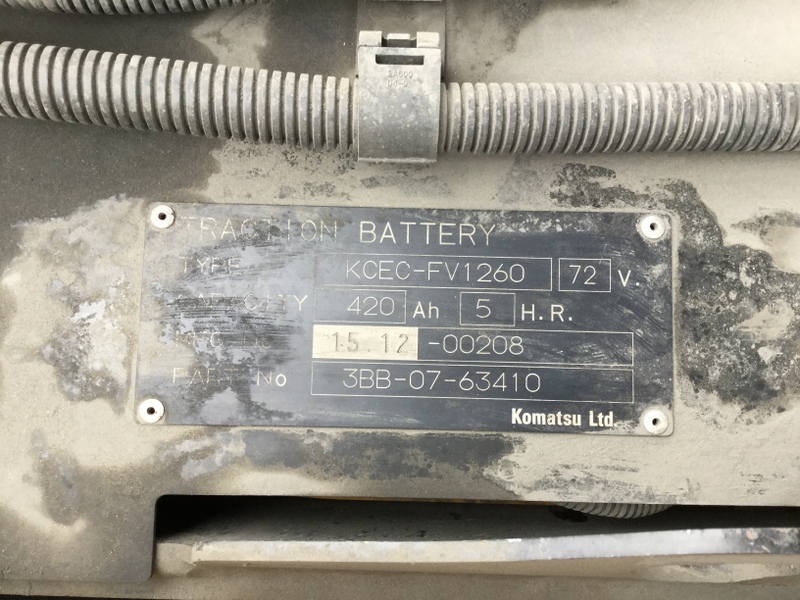 TRACTION BATTERY
TYPE KCEC-FV1260 72 V.
CAPACITY 420 Ah 5 H.R.
15.12 -00208
PART No 3BB-07-63410
Komatsu Ltd.